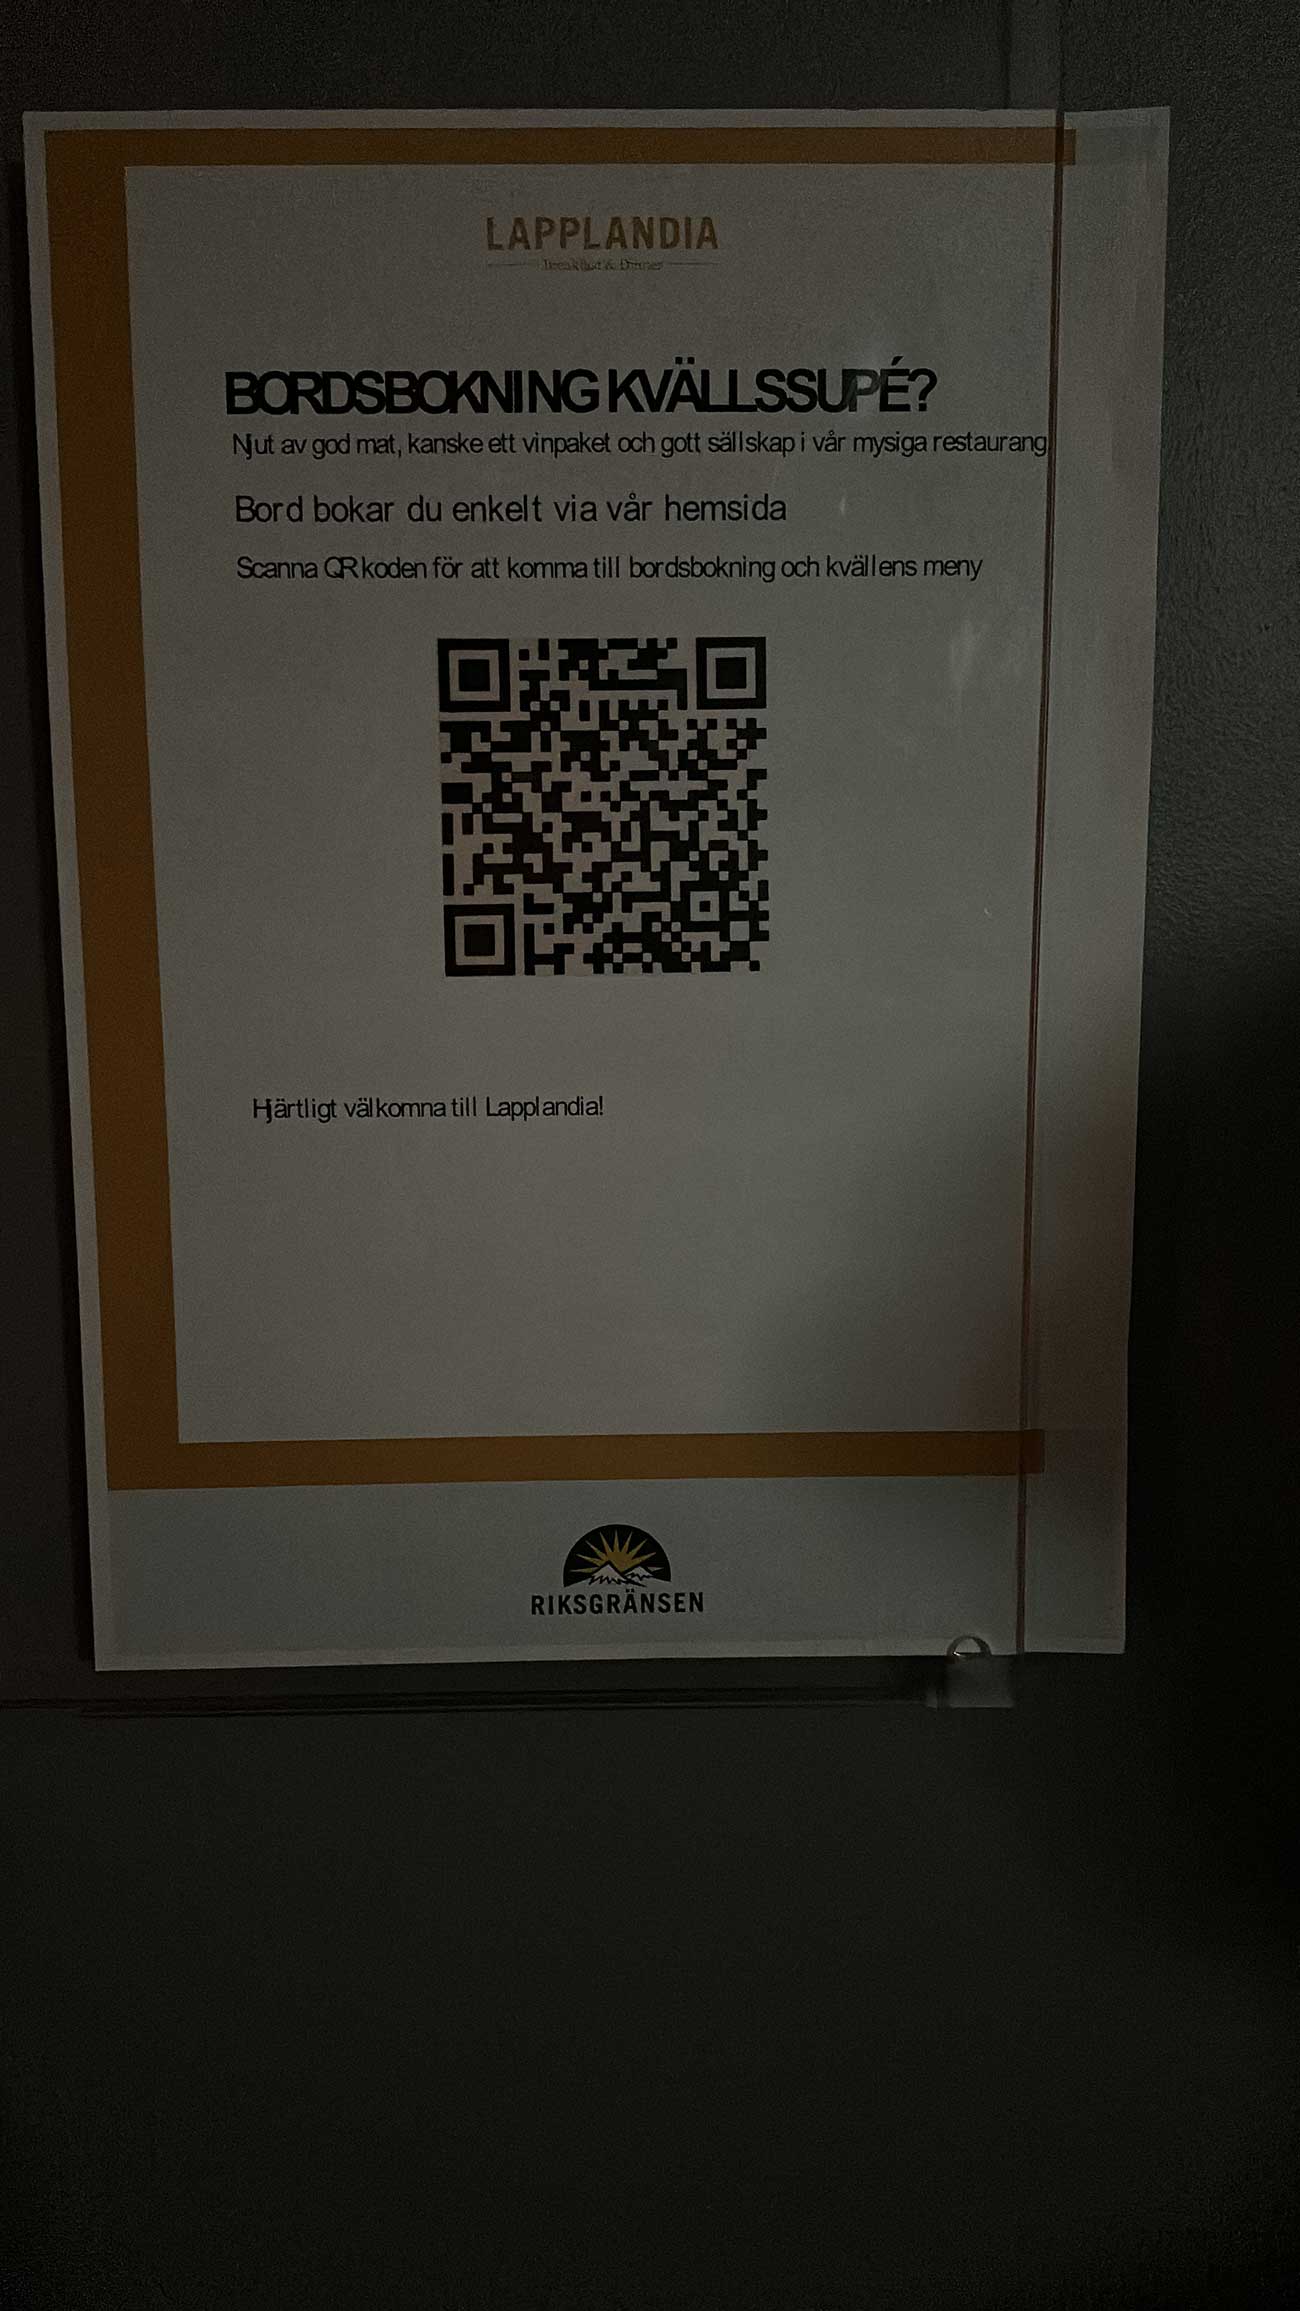 LAPPLANDIA
Breakfast & Dinner
BORDSBOKNING KVÄLLSSUPÉ?
Njut av god mat, kanske ett vinpaket och gott sällskap i vår mysiga restaurang
Bord bokar du enkelt via vår hemsida
Scanna QR koden för att komma till bordsbokning och kvällens meny
Hjärtligt välkomna till Lapplandia!
RIKSGRÄNSEN